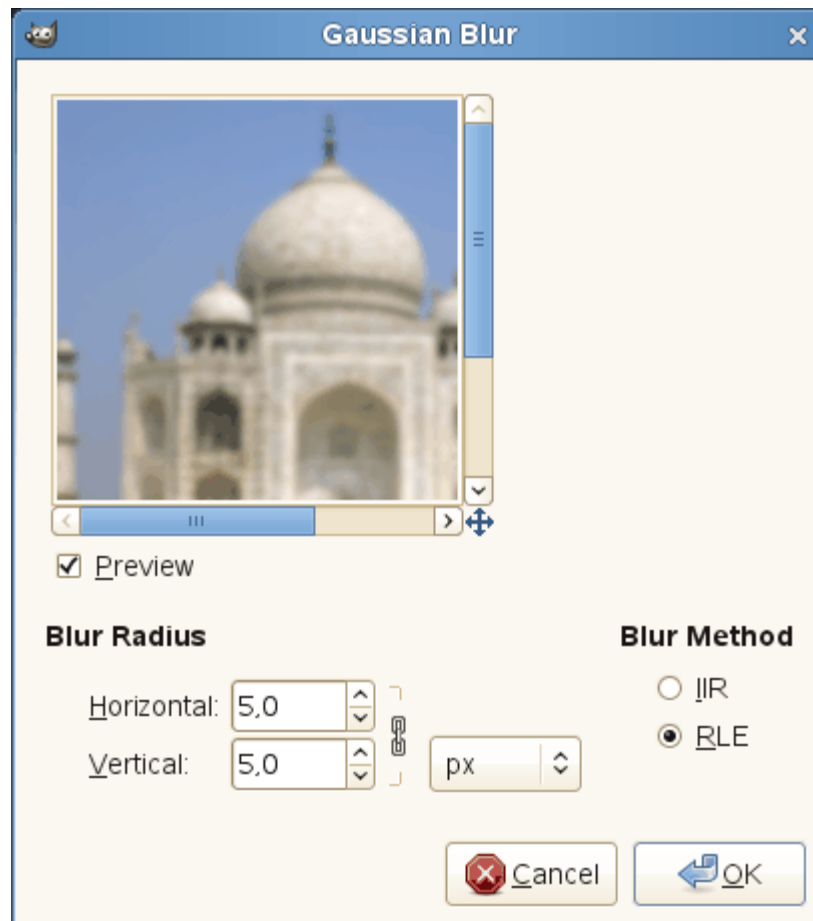 Gaussian Blur
Preview
Blur Radius
Blur Method
Horizontal: 5,0
IIR
Vertical: 5,0
px
RLE
Cancel
OK